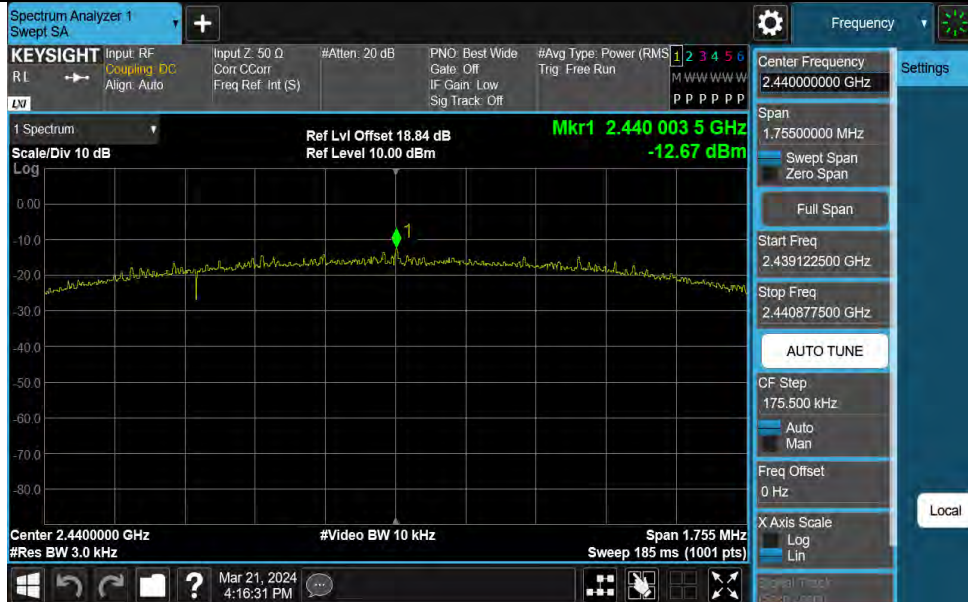 Spectrum Analyzer 1
Swept SA
Frequency
KEYSIGHT
RL
LXI
Input: RF
Coupling: DC
Align: Auto
Input Z: 50 Ω
Corr CCorr
Freq Ref: Int (S)
#Atten: 20 dB
PNO: Best Wide
Gate: Off
IF Gain: Low
Sig Track: Off
#Avg Type: Power (RMS
Trig: Free Run
1 2 3 4 5 6
M W W W W W
P P P P P P
1 Spectrum
Scale/Div 10 dB
Log
Ref Lvl Offset 18.84 dB
Ref Level 10.00 dBm
Mkr1 2.440 003 5 GHz
-12.67 dBm
1
0.00
-10.0
-20.0
-30.0
-40.0
-50.0
-60.0
-70.0
-80.0
Center 2.4400000 GHz
#Res BW 3.0 kHz
#Video BW 10 kHz
Span 1.755 MHz
Sweep 185 ms (1001 pts)
Mar 21, 2024
4:16:31 PM
Center Frequency
2.440000000 GHz
Span
1.75500000 MHz
Swept Span
Zero Span
Full Span
Start Freq
2.439122500 GHz
Stop Freq
2.440877500 GHz
AUTO TUNE
CF Step
175.500 kHz
Auto
Man
Freq Offset
0 Hz
X Axis Scale
Log
Lin
Signal Track
(Span Zoom)
Settings
Local